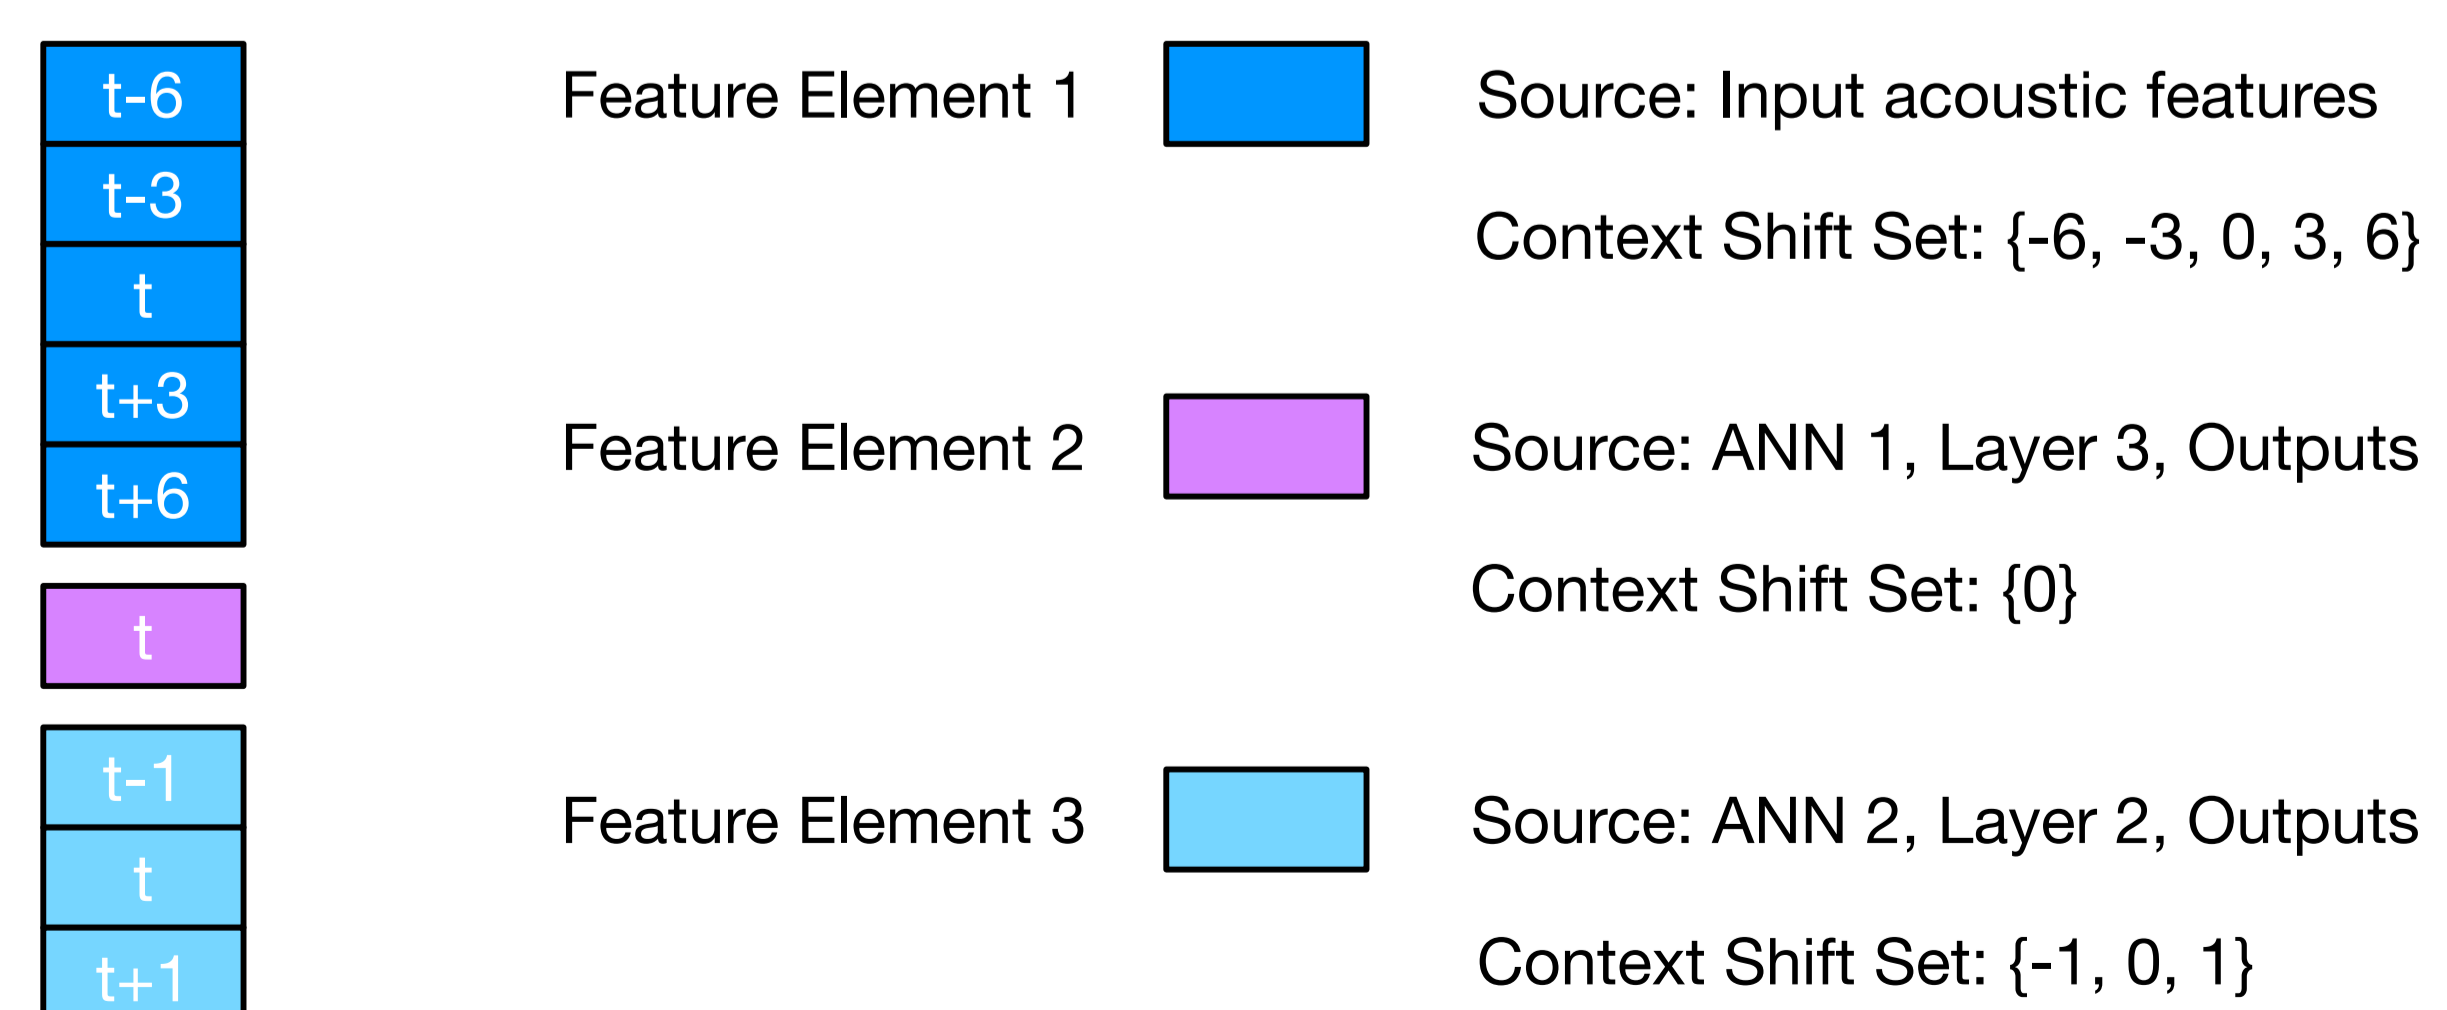 t-6
t-3
t
t+3
t+6
t
t-1
t
t+1
Feature Element 1
Source: Input acoustic features
Context Shift Set: {-6, -3, 0, 3, 6}
Feature Element 2
Source: ANN 1, Layer 3, Outputs
Context Shift Set: {0}
Feature Element 3
Source: ANN 2, Layer 2, Outputs
Context Shift Set: {-1, 0, 1}